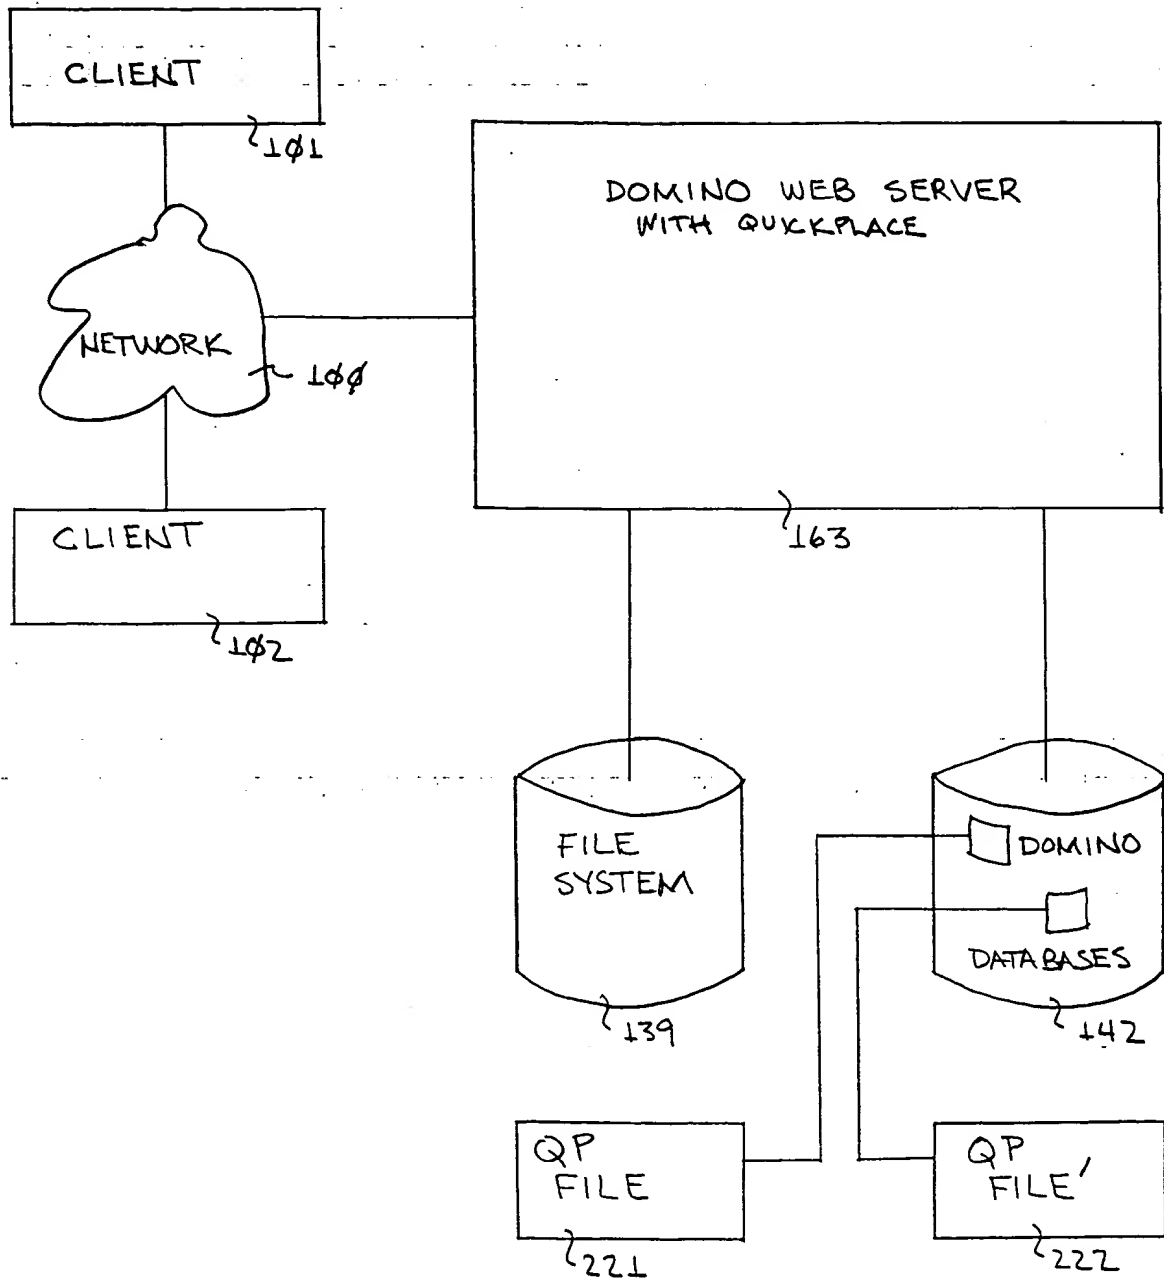 CLIENT
101
DOMINO WEB SERVER
WITH QUICKPLACE
NETWORK
100
163
CLIENT
102
FILE
SYSTEM
DOMINO
DATABASES
139
142
QP
FILE
QP
FILE'
221
222